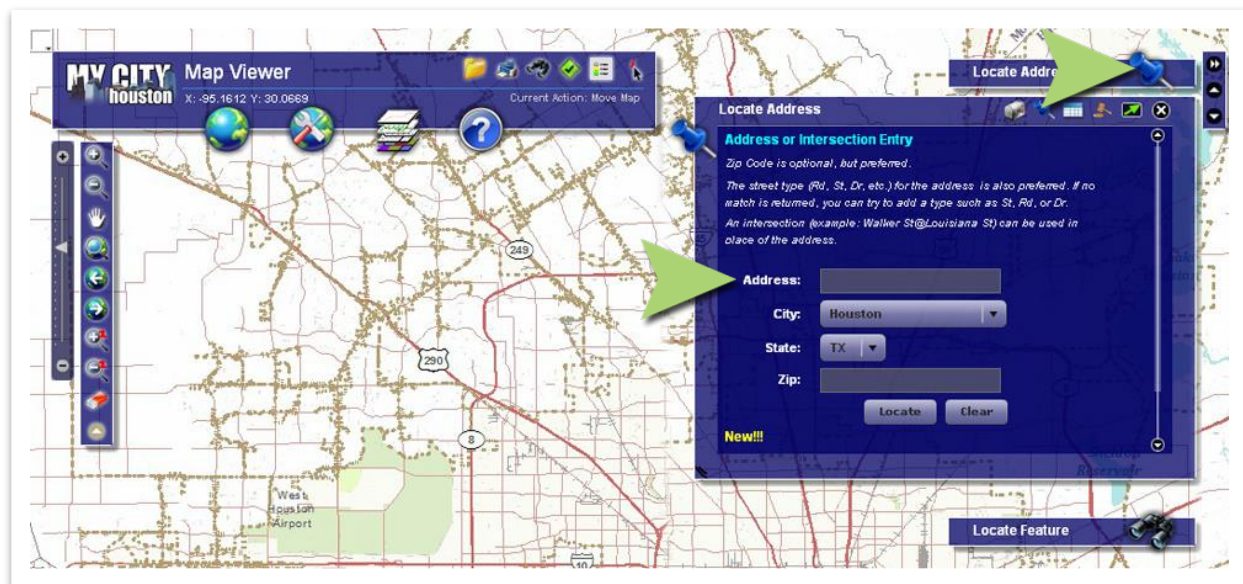 MY CITY
houston
Map Viewer
X: -95.1612 Y: 30.0669
Current Action: Move Map
Locate Addre
Locate Address
Address or Intersection Entry
Zip Code is optional, but preferred.
The street type (Rd, St, Dr, etc.) for the address is also preferred. If no
match is returned, you can try to add a type such as St, Rd, or Dr.
An intersection (example: Walker St@Louisiana St) can be used in
place of the address.
Address:
City:
Houston
State:
TX
Zip:
Locate
Clear
New!!!
249
290
8
West
Houston
Airport
10
Reservoir
Locate Feature